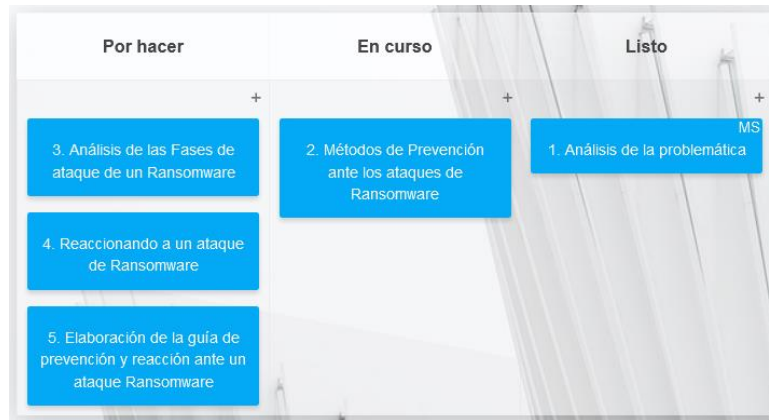 Por hacer
En curso
Listo
+
+
+
3. Análisis de las Fases de
ataque de un Ransomware
4. Reaccionando a un ataque
de Ransomware
5. Elaboración de la guía de
prevención y reacción ante un
ataque Ransomware
2. Métodos de Prevención
ante los ataques de
Ransomware
MS
1. Análisis de la problemática